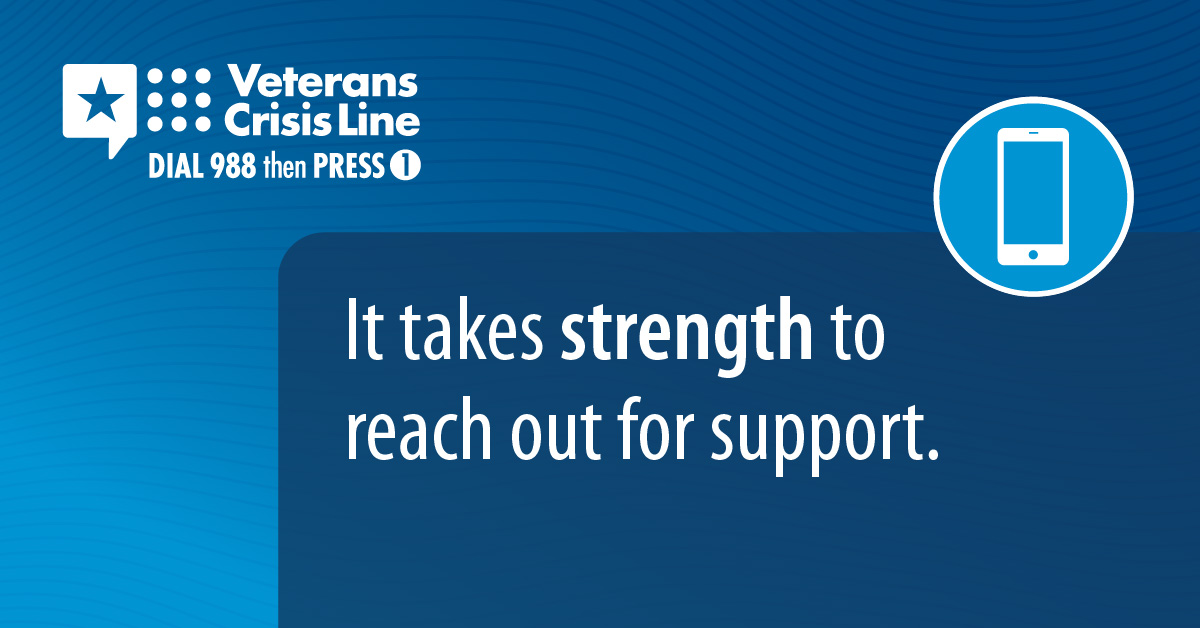 Veterans
Crisis Line
DIAL 988 then PRESS 1
It takes strength to
reach out for support.